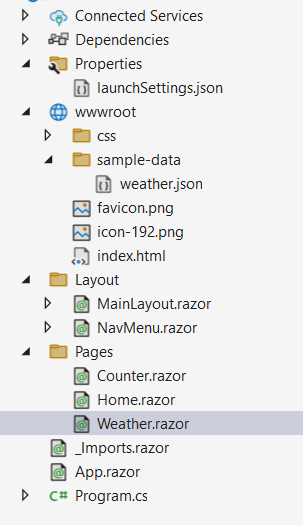 Connected Services
Dependencies
Properties
launchSettings.json
wwwroot
css
sample-data
weather.json
favicon.png
icon-192.png
index.html
Layout
MainLayout.razor
NavMenu.razor
Pages
Counter.razor
Home.razor
Weather.razor
_Imports.razor
App.razor
C# Program.cs